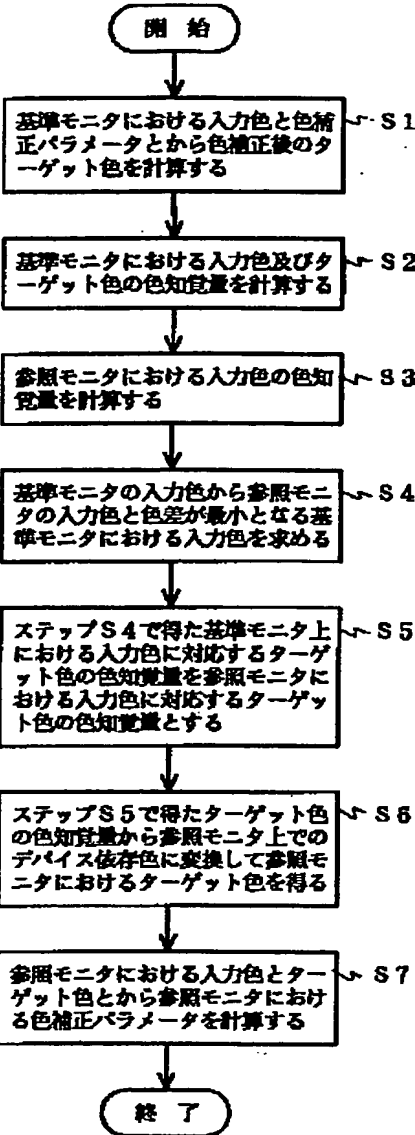 開 始
基準モニタにおける入力色と色補 S1
正パラメータとから色補正後のタ
ーゲット色を計算する
基準モニタにおける入力色及びタ S2
ーゲット色の色知覚量を計算する
参照モニタにおける入力色の色知 S3
覚量を計算する
基準モニタの入力色から参照モニ S4
タの入力色と色差が最小となる基
準モニタにおける入力色を求める
ステップS4で得た基準モニタ上 S5
における入力色に対応するターゲ
ット色の色知覚量を参照モニタに
おける入力色に対応するターゲッ
ト色の色知覚量とする
ステップS5で得たターゲット色 S6
の色知覚量から参照モニタ上での
デバイス依存色に変換して参照モ
ニタにおけるターゲット色を得る
参照モニタにおける入力色とター S7
ゲット色とから参照モニタにおけ
る色補正パラメータを計算する
終 了